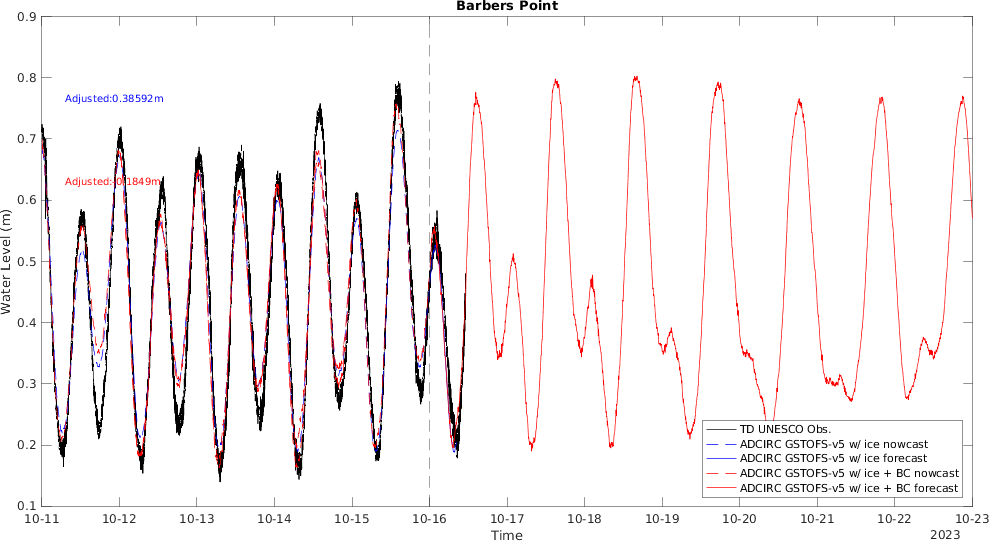 Barbers Point
0.9
0.8
0.7
0.6
0.5
0.4
0.3
0.2
0.1
Water Level (m)
Adjusted:0.38592m
Adjusted:-0.1849m
TD UNESCO Obs.
ADCIRC GSTOFS-v5 w/ ice nowcast
ADCIRC GSTOFS-v5 w/ ice forecast
ADCIRC GSTOFS-v5 w/ ice + BC nowcast
ADCIRC GSTOFS-v5 w/ ice + BC forecast
10-11 10-12 10-13 10-14 10-15 10-16 10-17 10-18 10-19 10-20 10-21 10-22 10-23
Time
2023